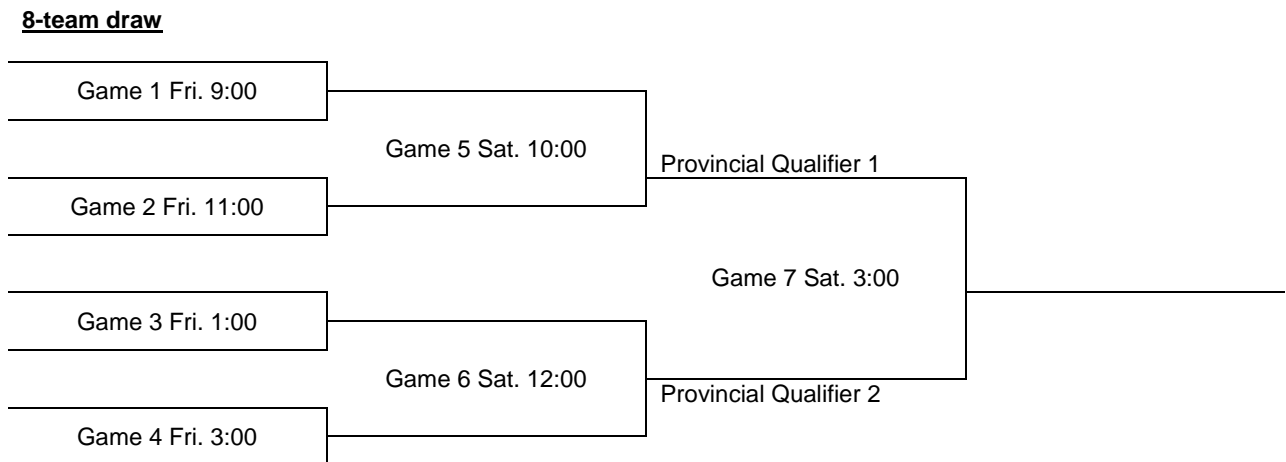 8-team draw
Game 1 Fri. 9:00
Game 5 Sat. 10:00
Provincial Qualifier 1
Game 2 Fri. 11:00
Game 7 Sat. 3:00
Game 3 Fri. 1:00
Game 6 Sat. 12:00
Provincial Qualifier 2
Game 4 Fri. 3:00